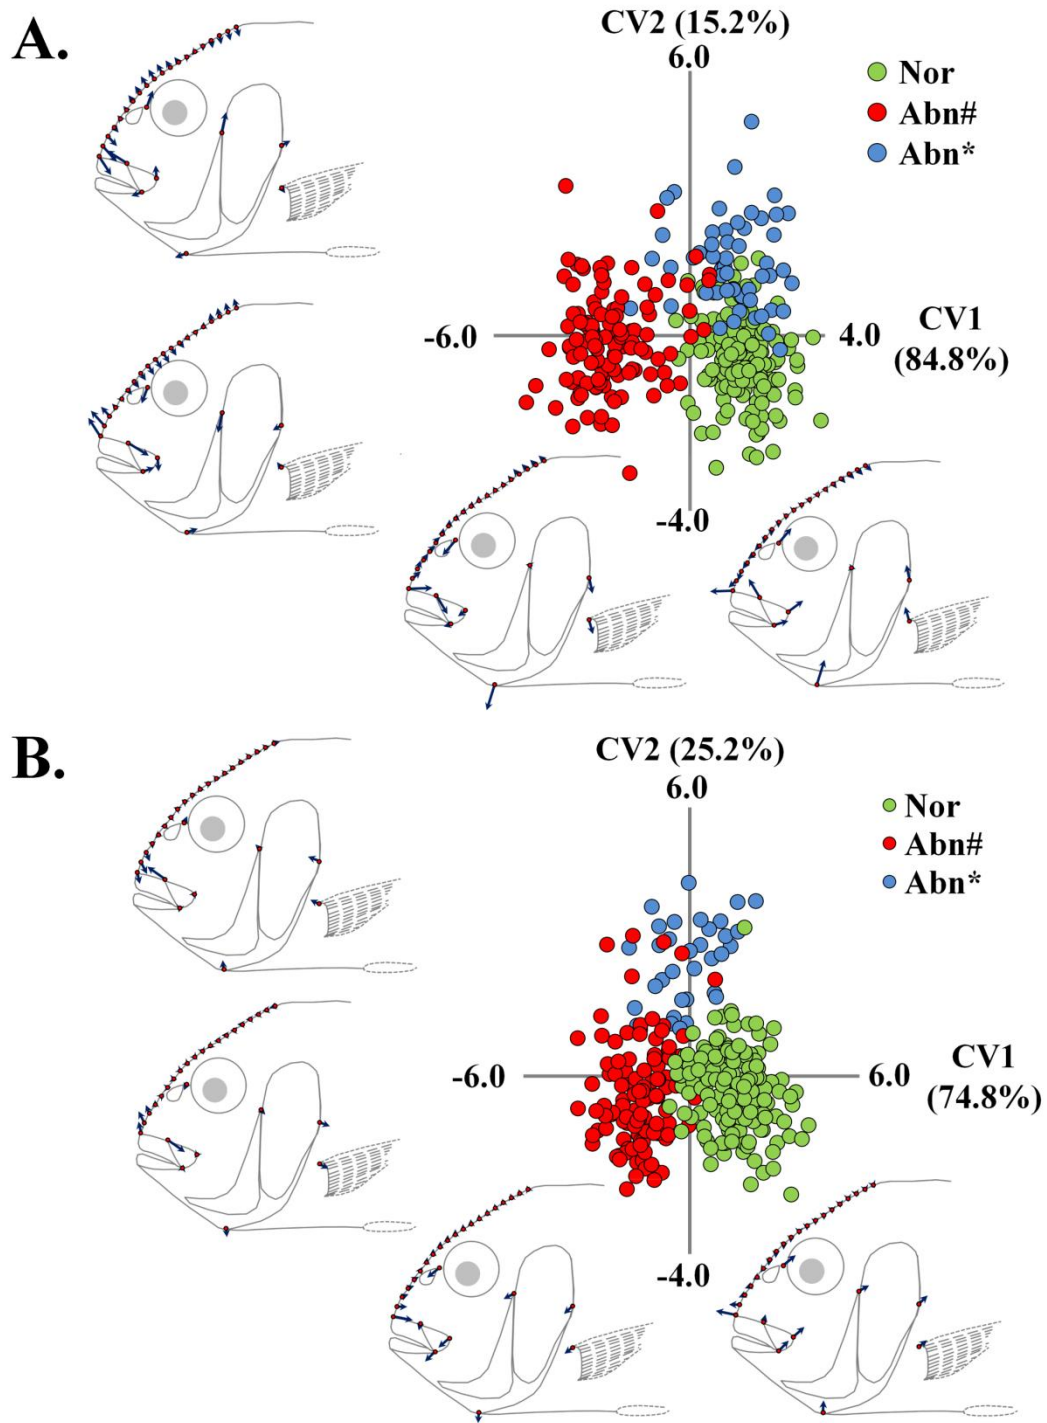 A.
CV2 (15.2%)
6.0
Nor
Abn#
Abn*
-6.0
4.0
CV1
(84.8%)
-4.0
B.
CV2 (25.2%)
6.0
Nor
Abn#
Abn*
-6.0
6.0
CV1
(74.8%)
-4.0